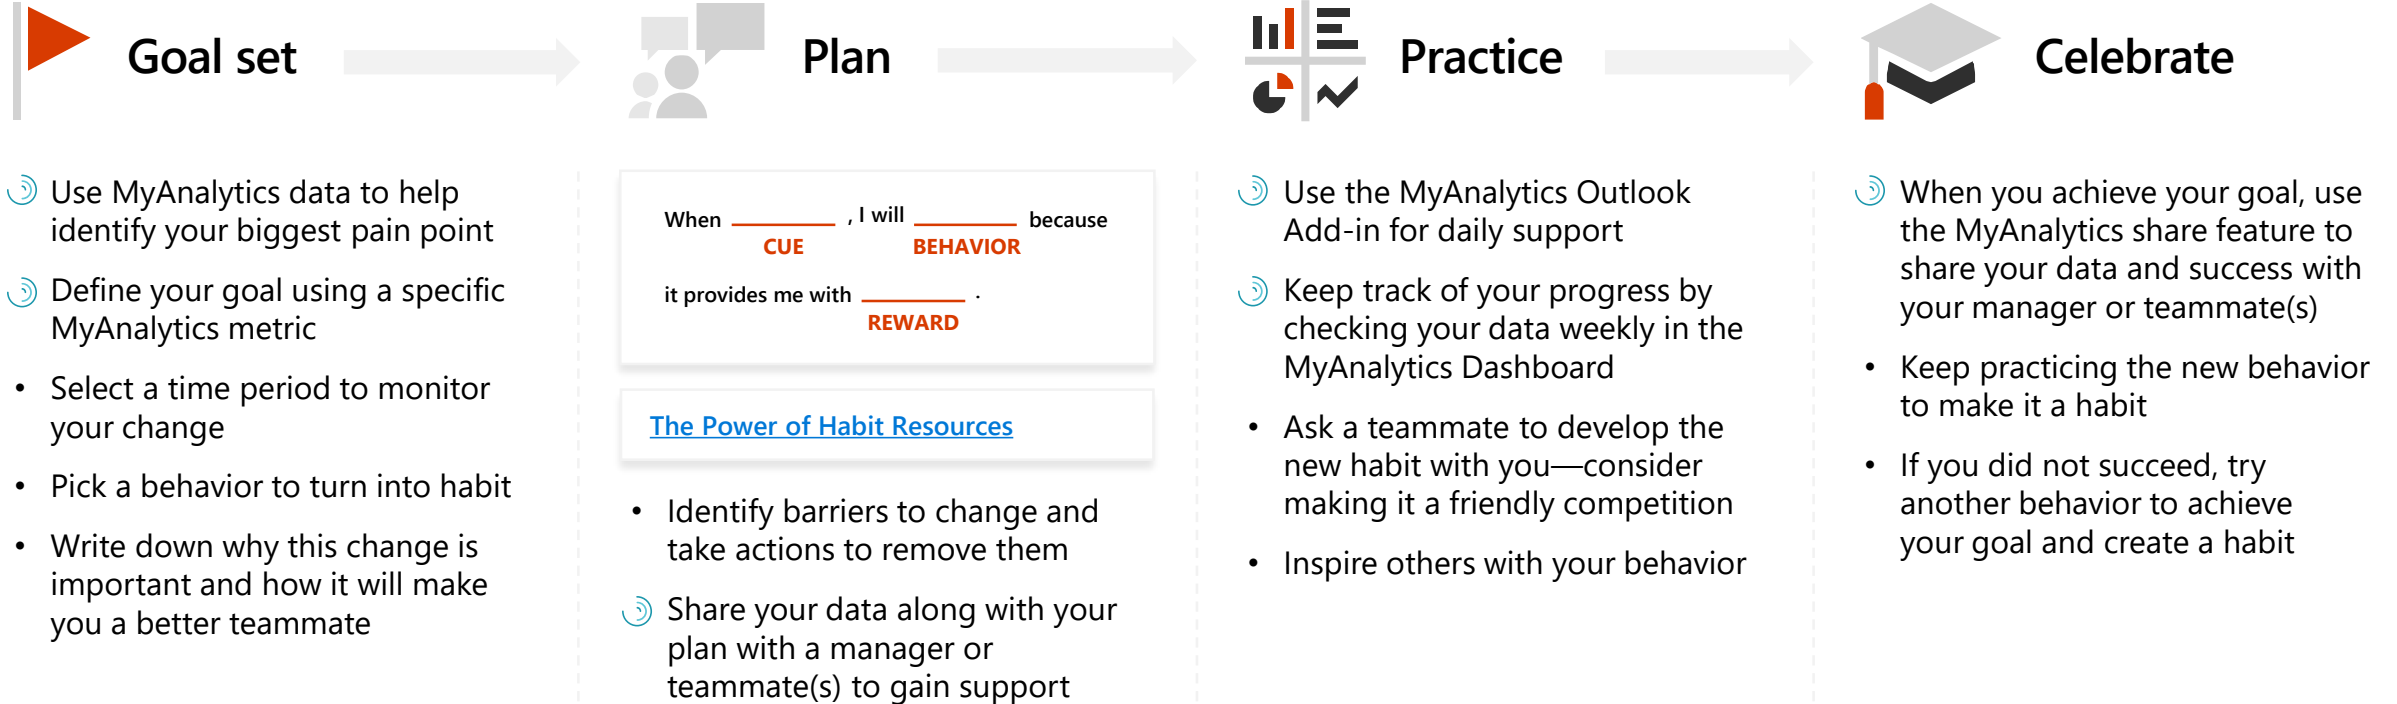 Goal set
Use MyAnalytics data to help
identify your biggest pain point
Define your goal using a specific
MyAnalytics metric
• Select a time period to monitor
your change
• Pick a behavior to turn into habit
• Write down why this change is
important and how it will make
you a better teammate
Plan
When ________ , I will ________ because
CUE BEHAVIOR
it provides me with ________ .
REWARD
The Power of Habit Resources
• Identify barriers to change and
take actions to remove them
Share your data along with your
plan with a manager or
teammate(s) to gain support
Practice
Use the MyAnalytics Outlook
Add-in for daily support
Keep track of your progress by
checking your data weekly in the
MyAnalytics Dashboard
• Ask a teammate to develop the
new habit with you—consider
making it a friendly competition
• Inspire others with your behavior
Celebrate
When you achieve your goal, use
the MyAnalytics share feature to
share your data and success with
your manager or teammate(s)
• Keep practicing the new behavior
to make it a habit
• If you did not succeed, try
another behavior to achieve
your goal and create a habit